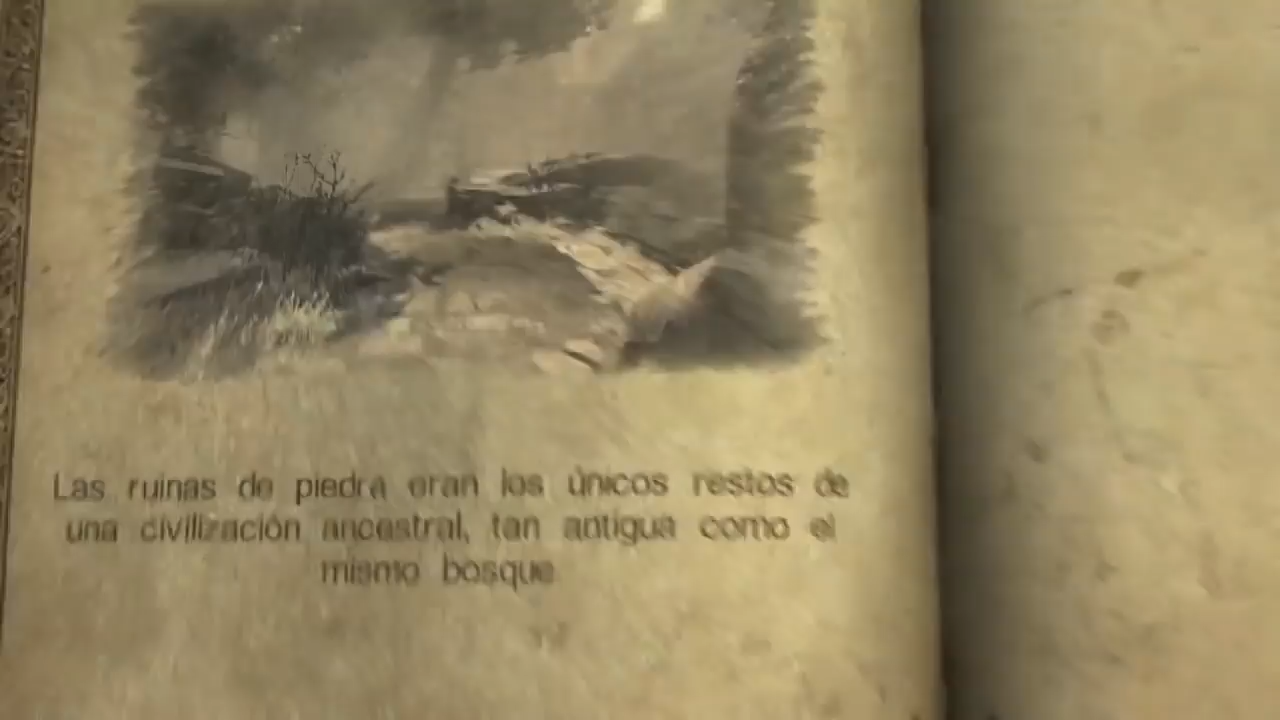 Las ruinas de piedra eran los únicos restos de
una civilización ancestral, tan antigua como el
mismo bosque.